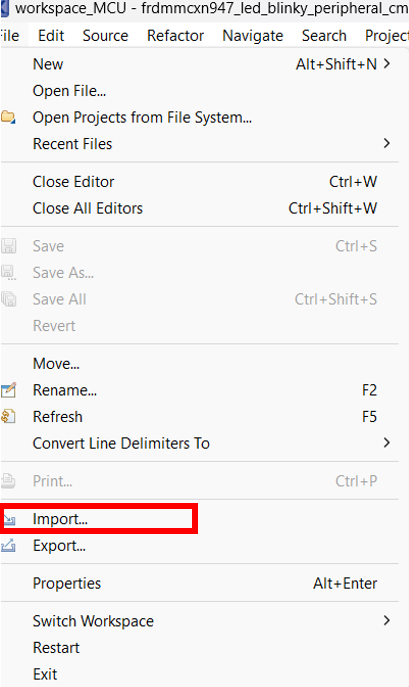 workspace_MCU - frdmmcxn947_led_blinky_peripheral_cm
ile Edit Source Refactor Navigate Search Project
New Alt+Shift+N >
Open File...
Open Projects from File System...
Recent Files >
Close Editor Ctrl+W
Close All Editors Ctrl+Shift+W
Save Ctrl+S
Save As...
Save All Ctrl+Shift+S
Revert
Move...
Rename... F2
Refresh F5
Convert Line Delimiters To >
Print... Ctrl+P
Import...
Export...
Properties Alt+Enter
Switch Workspace >
Restart
Exit